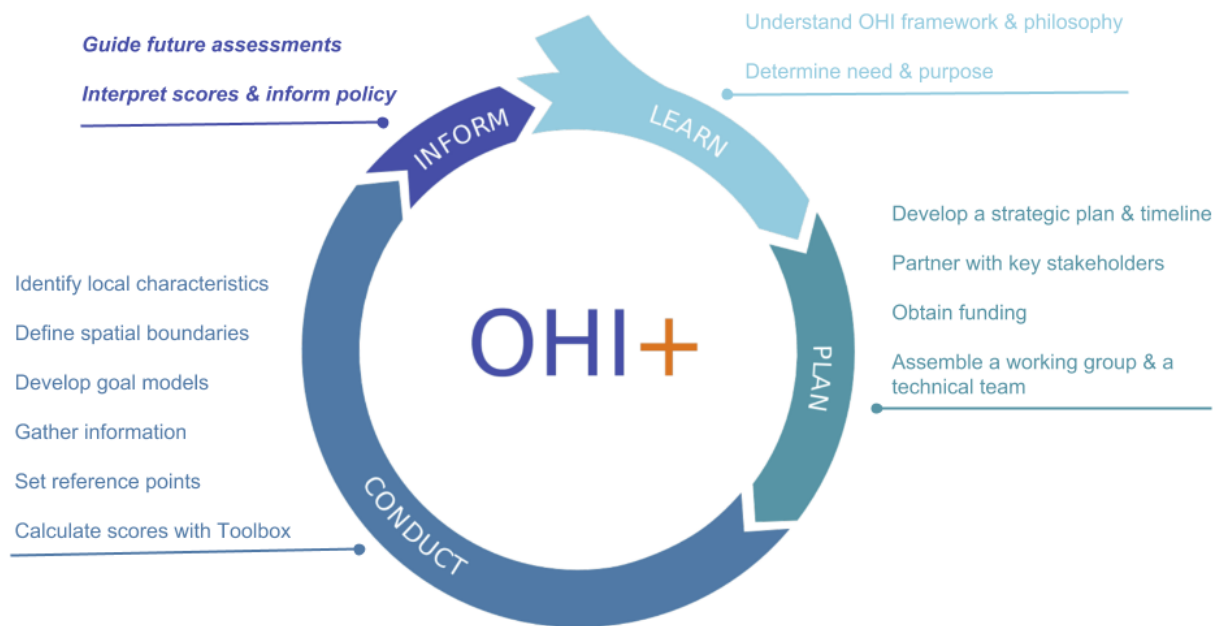 Guide future assessments
Interpret scores & inform policy
INFORM
Understand OHI framework & philosophy
Determine need & purpose
LEARN
Develop a strategic plan & timeline
Partner with key stakeholders
Obtain funding
Assemble a working group & a
technical team
PLAN
OHI+
Identify local characteristics
Define spatial boundaries
Develop goal models
Gather information
Set reference points
Calculate scores with Toolbox
CONDUCT